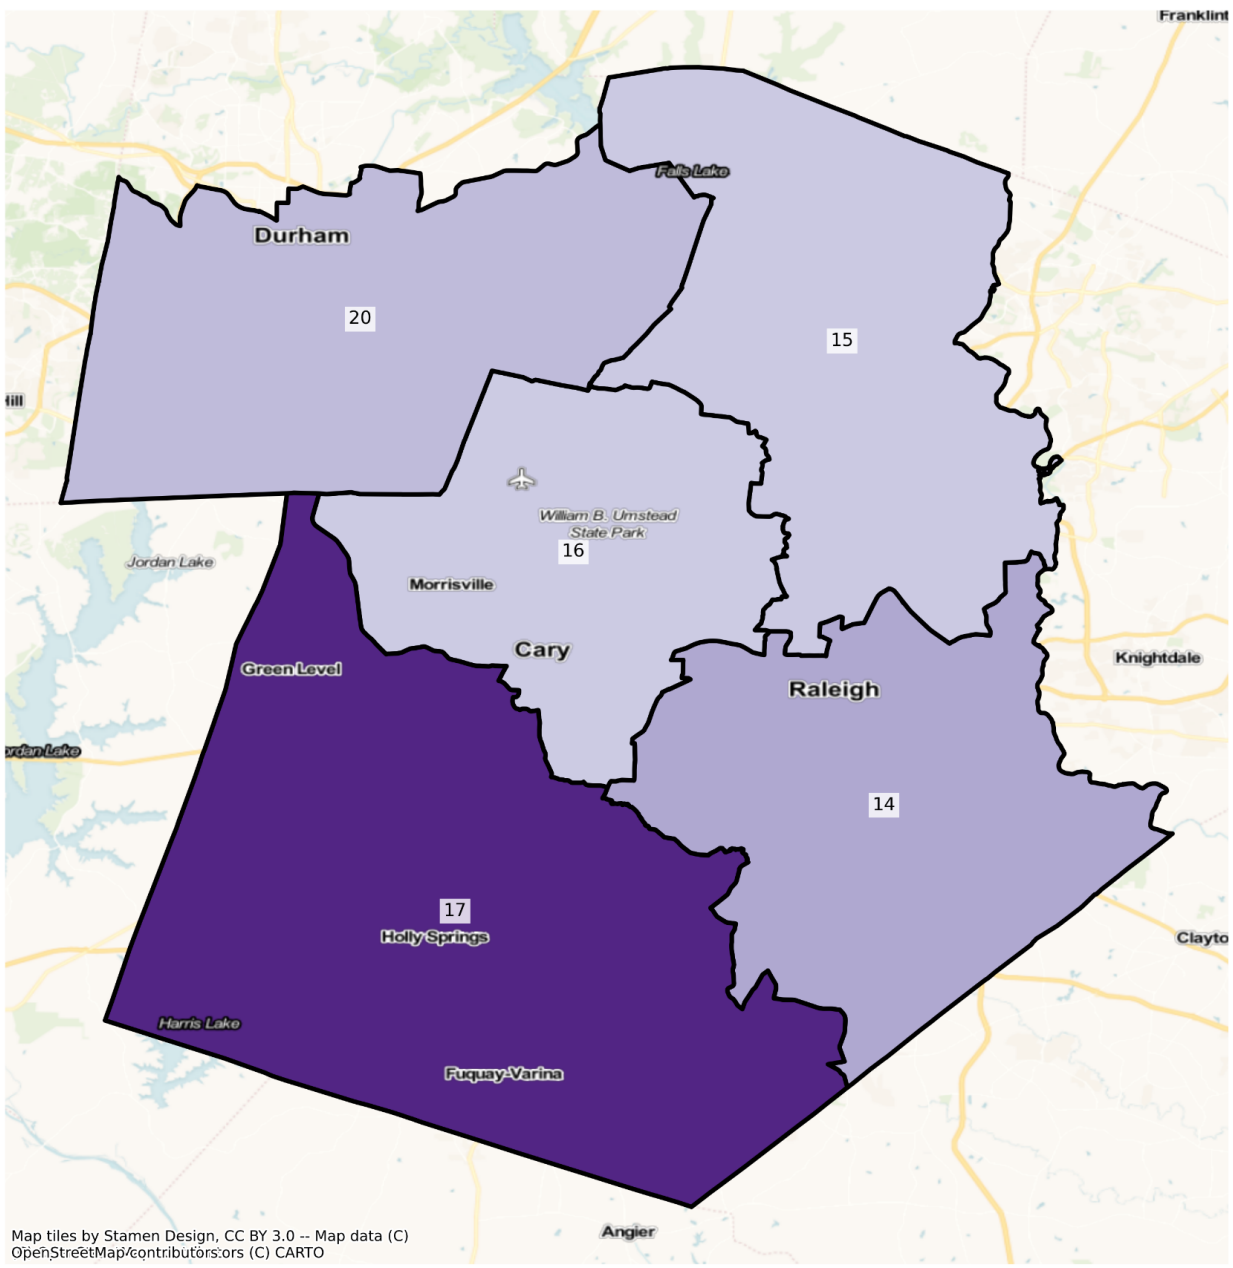 Franklint
Falls Lake
Durham
20
15
Hill
William B. Umstead
State Park
16
Jordan Lake
Morrisville
Cary
Knightdale
Green Level
Raleigh
ordan Lake
14
17
Holly Springs
Clayto
Harris Lake
Fuquay-Varina
Angier
Map tiles by Stamen Design, CC BY 3.0 -- Map data (C)
OpenStreetMap contributors (C) CARTO